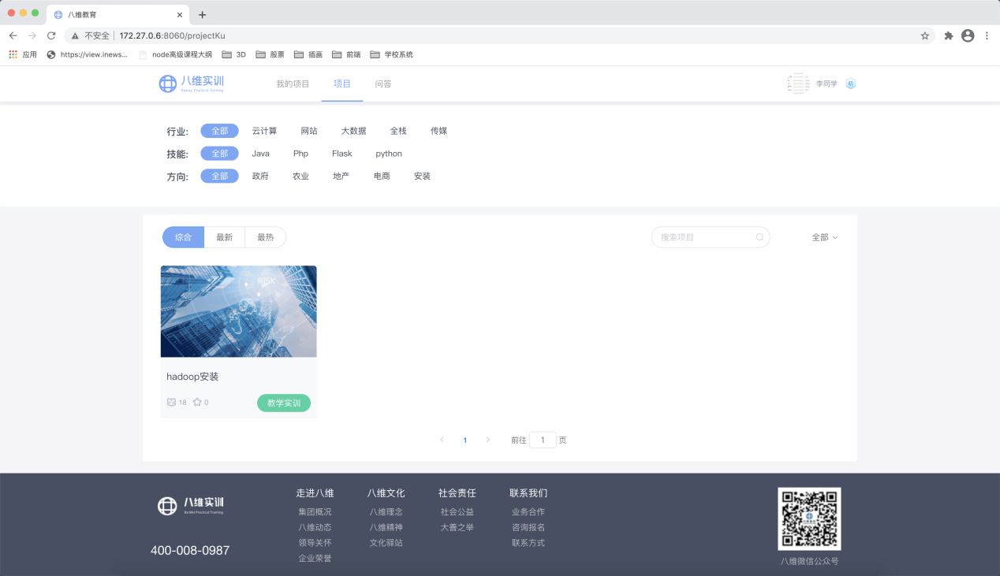 八维教育
不安全 172.27.0.6:8060/projectKu
应用 https://view.inews... node高级课程大纲 3D 股票 插画 前端 学校系统
八维实训 我的项目 项目 问答 李同学
行业: 全部 云计算 网站 大数据 全栈 传媒
技能: 全部 Java Php Flask python
方向: 全部 政府 农业 地产 电商 安装
综合 最新 最热 搜索项目 全部
RISK
hadoop安装
18 0 教学实训
1 前往 1 页
八维实训
Ba Wei Practical Training
400-008-0987
走进八维 八维文化 社会责任 联系我们
集团概况 八维理念 社会公益 业务合作
八维动态 八维精神 大善之举 咨询报名
领导关怀 文化驿站 联系方式
企业荣誉
八维微信公众号